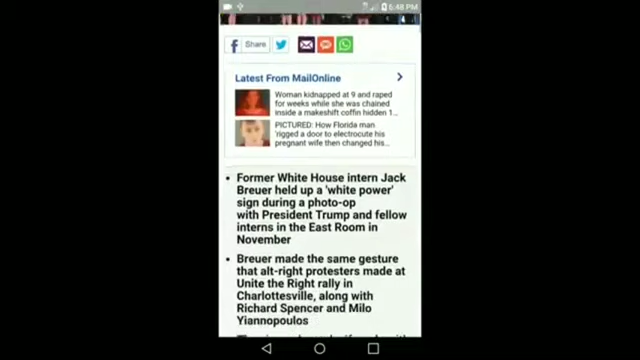 6:48 PM
Share
Latest From MailOnline
Woman kidnapped at 9 and raped
for weeks while she was chained
inside a makeshift coffin hidden 1...
PICTURED: How Florida man
'rigged a door to electrocute his
pregnant wife then changed his...
• Former White House intern Jack
Breuer held up a 'white power'
sign during a photo-op
with President Trump and fellow
interns in the East Room in
November
• Breuer made the same gesture
that alt-right protesters made at
Unite the Right rally in
Charlottesville, along with
Richard Spencer and Milo
Yiannopoulos